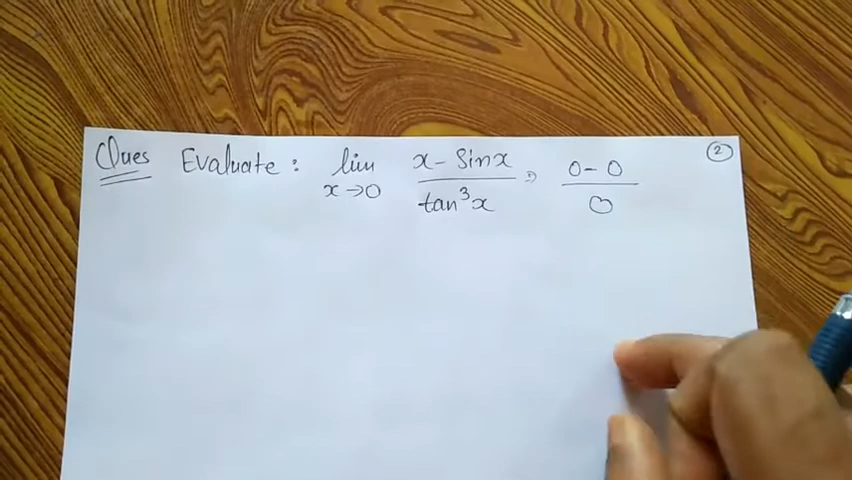 Ques Evaluate : lim x→0 x - Sinx / tan³x ⇒ 0 - 0 / 0
②